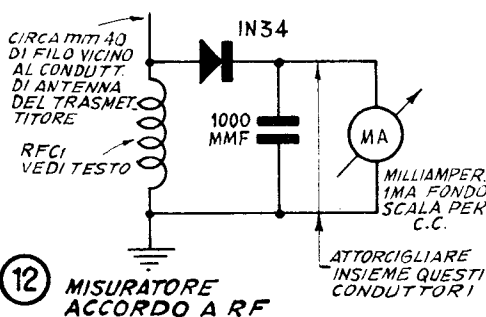 CIRCA mm 40
DI FILO VICINO
AL CONDUTT.
DI ANTENNA
DEL TRASMET-
TITORE
RFC1
VEDI TESTO
IN34
1000
MMF
MA
MILLIAMPER.
1MA FONDO
SCALA PER
C.C.
ATTORCIGLIARE
INSIEME QUESTI
CONDUTTORI
12
MISURATORE
ACCORDO A RF